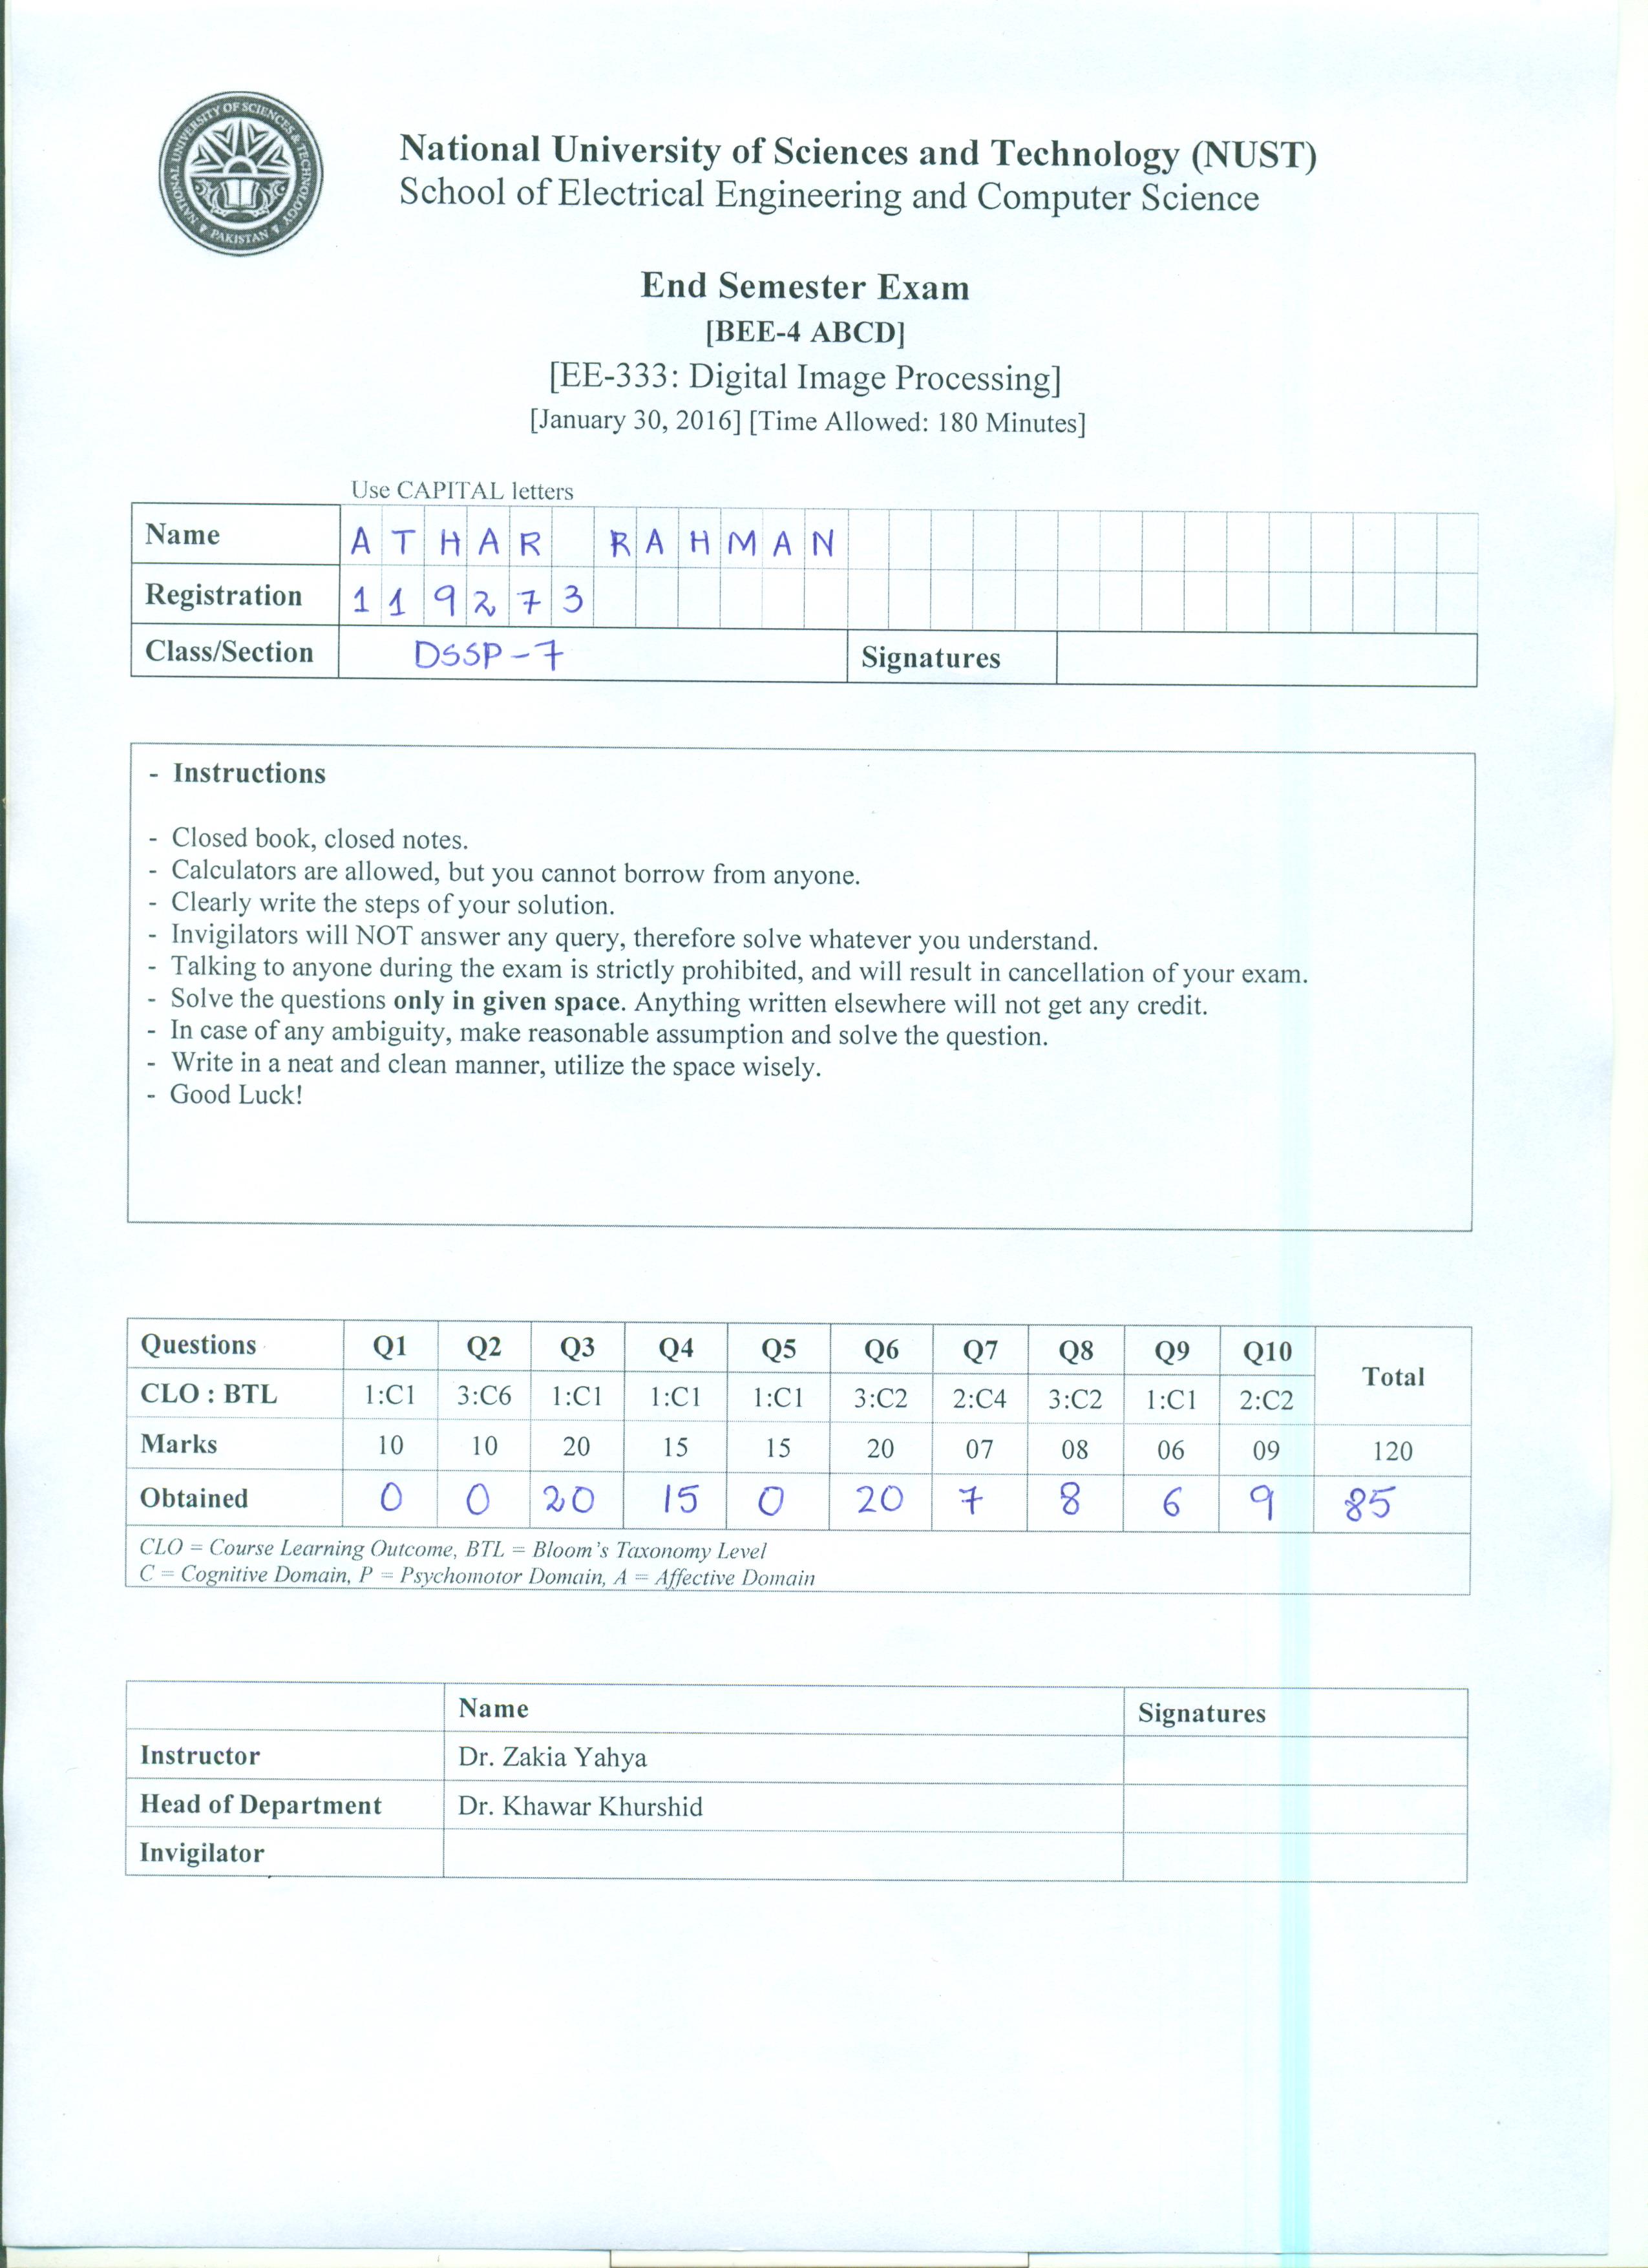 NATIONAL UNIVERSITY OF SCIENCES & TECHNOLOGY
PAKISTAN
National University of Sciences and Technology (NUST)
School of Electrical Engineering and Computer Science
End Semester Exam
[BEE-4 ABCD]
[EE-333: Digital Image Processing]
[January 30, 2016] [Time Allowed: 180 Minutes]
Use CAPITAL letters
Name ATHAR RAHMAN
Registration 119273
Class/Section DSSP-7 Signatures
- Instructions
- Closed book, closed notes.
- Calculators are allowed, but you cannot borrow from anyone.
- Clearly write the steps of your solution.
- Invigilators will NOT answer any query, therefore solve whatever you understand.
- Talking to anyone during the exam is strictly prohibited, and will result in cancellation of your exam.
- Solve the questions only in given space. Anything written elsewhere will not get any credit.
- In case of any ambiguity, make reasonable assumption and solve the question.
- Write in a neat and clean manner, utilize the space wisely.
- Good Luck!
Questions Q1 Q2 Q3 Q4 Q5 Q6 Q7 Q8 Q9 Q10 Total
CLO : BTL 1:C1 3:C6 1:C1 1:C1 1:C1 3:C2 2:C4 3:C2 1:C1 2:C2
Marks 10 10 20 15 15 20 07 08 06 09 120
Obtained 0 0 20 15 0 20 7 8 6 9 85
CLO = Course Learning Outcome, BTL = Bloom's Taxonomy Level
C = Cognitive Domain, P = Psychomotor Domain, A = Affective Domain
Name Signatures
Instructor Dr. Zakia Yahya
Head of Department Dr. Khawar Khurshid
Invigilator